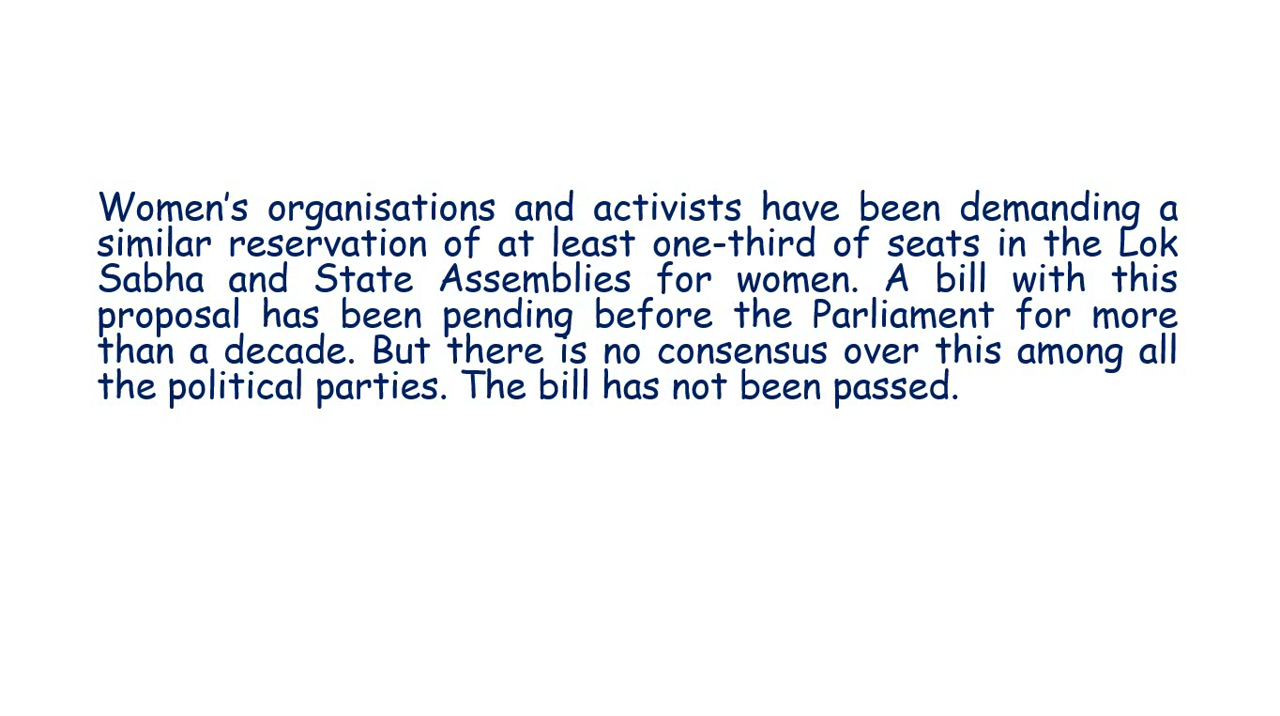 Women’s organisations and activists have been demanding a
similar reservation of at least one-third of seats in the Lok
Sabha and State Assemblies for women. A bill with this
proposal has been pending before the Parliament for more
than a decade. But there is no consensus over this among all
the political parties. The bill has not been passed.